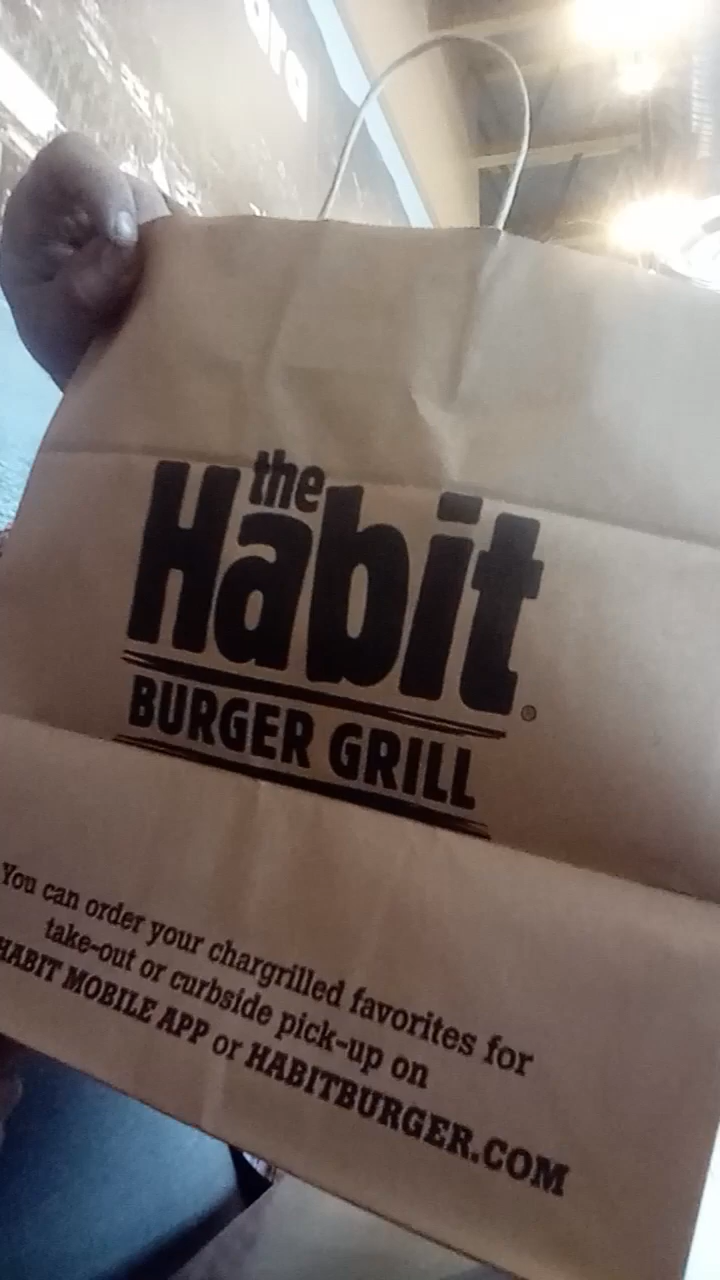 the
Habit®
BURGER GRILL
You can order your chargrilled favorites for
take-out or curbside pick-up on
HABIT MOBILE APP or HABITBURGER.COM